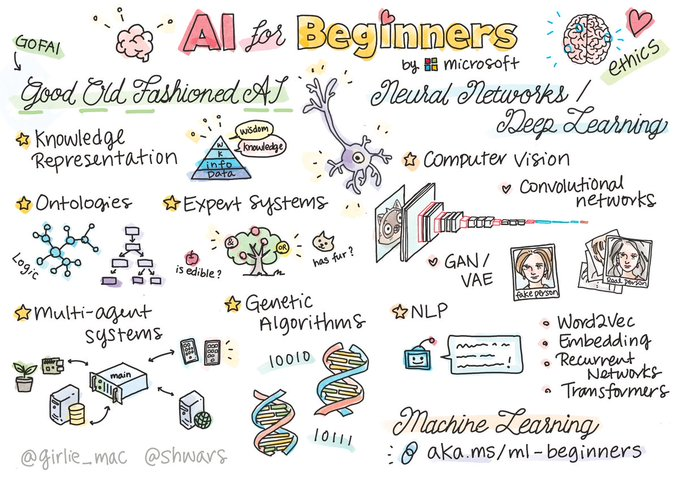 AI for Beginners
by microsoft
GOFAI
ethics
Good Old Fashioned AI
Knowledge
Representation
wisdom
knowledge
W
K
info
Data
Ontologies
Logic
Expert Systems
&
OR
is edible?
has fur?
Multi-agent
systems
main
Genetic
Algorithms
10010
10111
Neural Networks /
Deep Learning
Computer Vision
Convolutional
networks
GAN/
VAE
fake person
Real person
NLP
Word2Vec
Embedding
Recurrent
Networks
Transformers
Machine Learning
aka.ms/ml-beginners
@girlie_mac @shwars